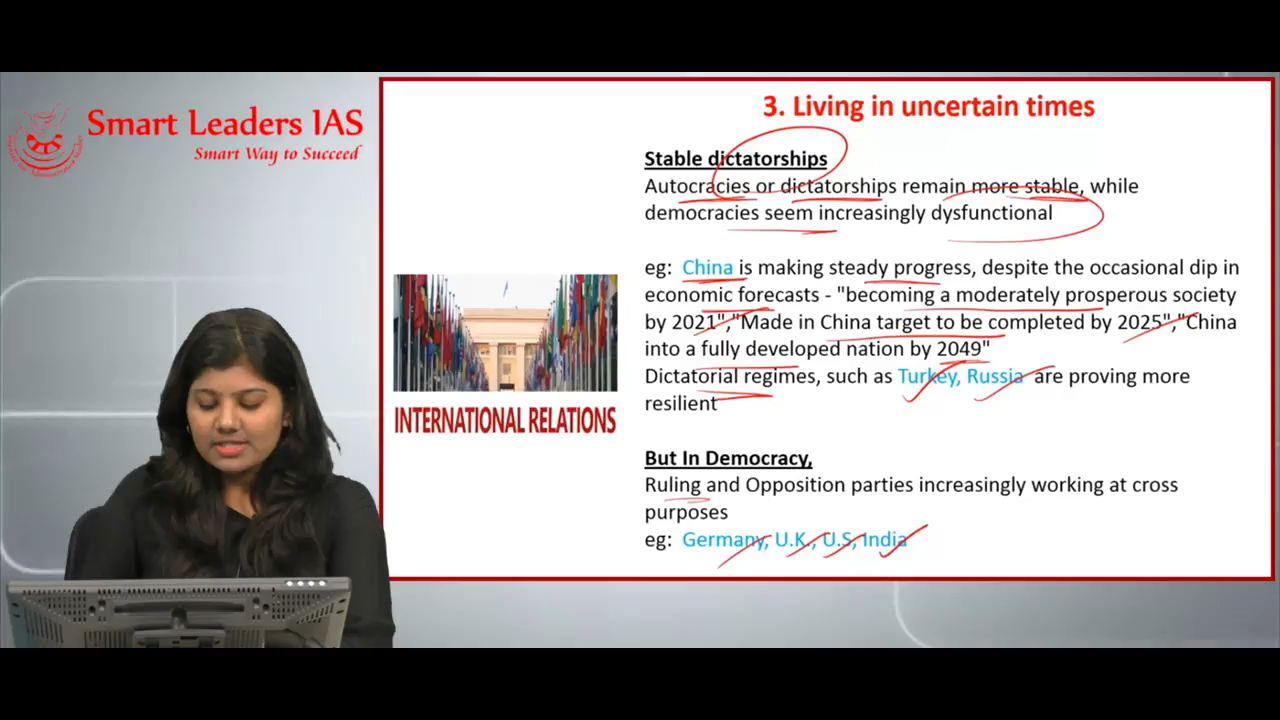 Smart Leaders IAS
Smart Way to Succeed
3. Living in uncertain times
Stable dictatorships
Autocracies or dictatorships remain more stable, while
democracies seem increasingly dysfunctional
eg: China is making steady progress, despite the occasional dip in
economic forecasts - "becoming a moderately prosperous society
by 2021","Made in China target to be completed by 2025","China
into a fully developed nation by 2049"
Dictatorial regimes, such as Turkey, Russia are proving more
resilient
INTERNATIONAL RELATIONS
But In Democracy,
Ruling and Opposition parties increasingly working at cross
purposes
eg: Germany, U.K., U.S, India